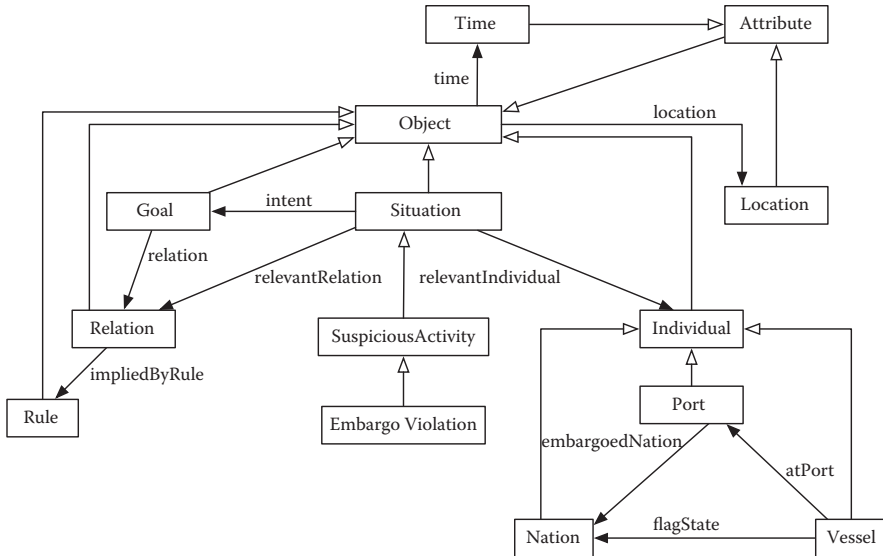 Time
Attribute
time
Object
location
Goal
intent
Situation
Location
relation
relevantRelation
relevantIndividual
Relation
SuspiciousActivity
Individual
impliedByRule
Rule
Embargo Violation
Port
embargoedNation
atPort
flagState
Nation
Vessel